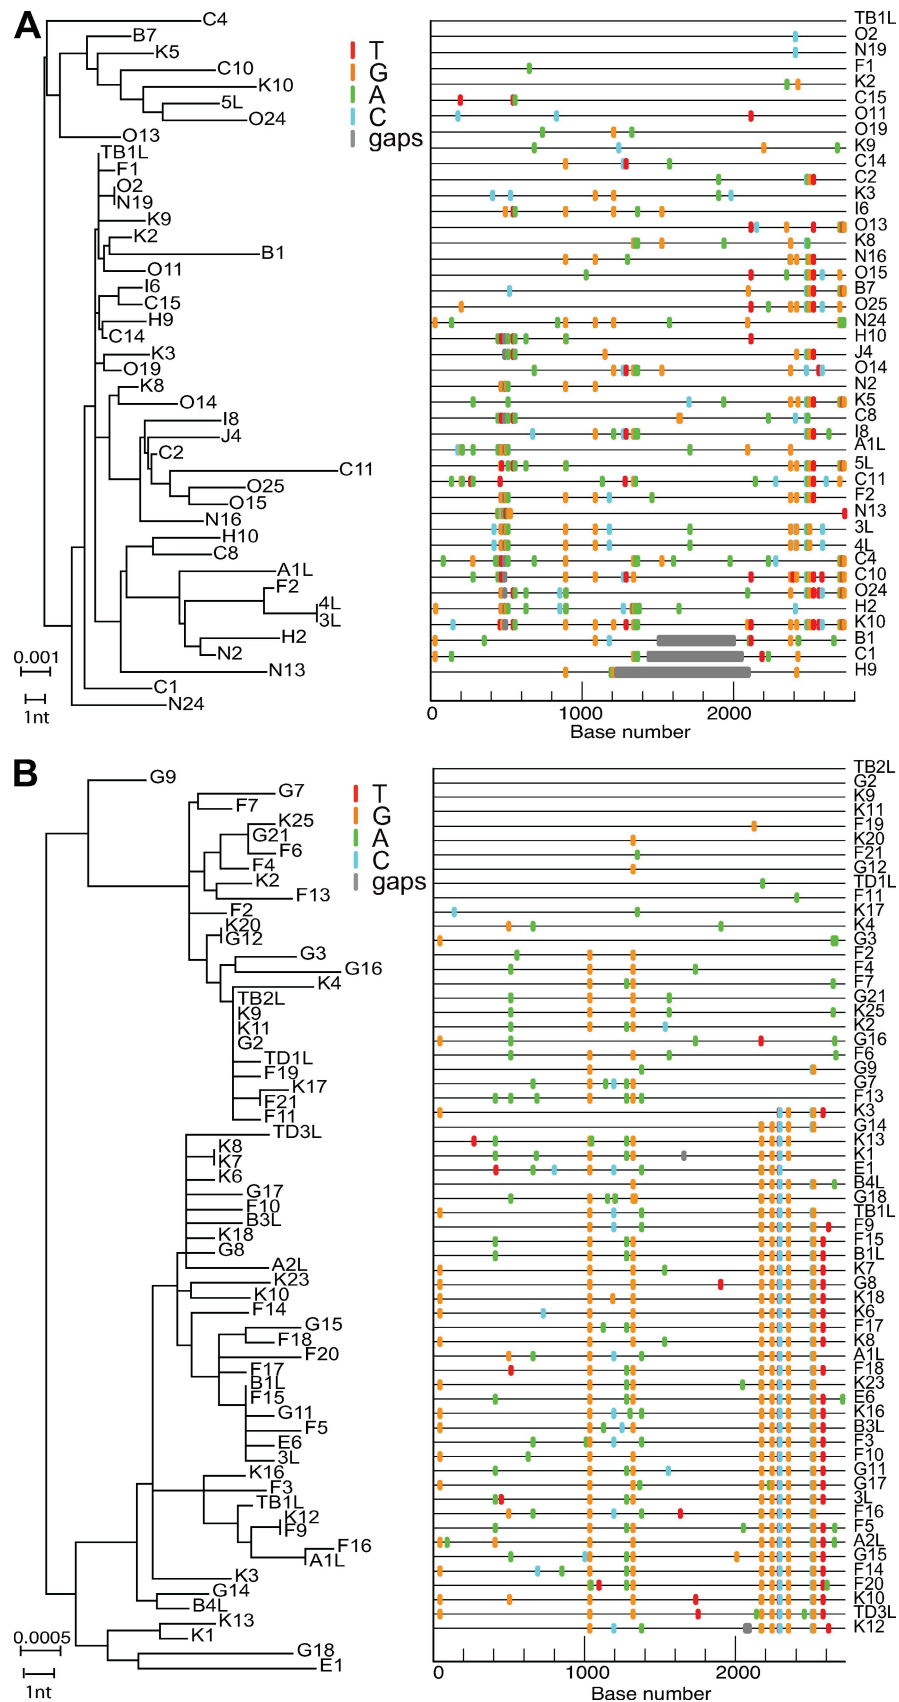 A
C4
B7
K5
C10
K10
5L
O24
O13
TB1L
F1
O2
N19
K9
K2
B1
O11
I6
C15
H9
C14
K3
O19
K8
O14
I8
J4
C2
C11
O25
O15
N16
H10
C8
A1L
F2
4L
3L
H2
N2
N13
C1
N24
0.001
1nt
T
G
A
C
gaps
TB1L
O2
N19
F1
K2
C15
O11
O19
K9
C14
C2
K3
I6
O13
K8
N16
O15
B7
O25
N24
H10
J4
O14
N2
K5
C8
I8
A1L
5L
C11
F2
N13
3L
4L
C4
C10
O24
H2
K10
B1
C1
H9
0 1000 2000
Base number
B
G9
G7
F7
K25
G21
F6
F4
K2
F13
F2
K20
G12
G3
G16
K4
TB2L
K9
K11
G2
TD1L
F19
K17
F21
F11
TD3L
K8
K7
K6
G17
F10
B3L
K18
G8
A2L
K23
K10
F14
G15
F18
F20
F17
B1L
F15
G11
F5
E6
3L
K16
F3
TB1L
K12
F9
F16
A1L
K3
G14
B4L
K13
K1
G18
E1
0.0005
1nt
T
G
A
C
gaps
TB2L
G2
K9
K11
F19
K20
F21
G12
TD1L
F11
K17
K4
G3
F2
F4
F7
G21
K25
K2
G16
F6
G9
G7
F13
K3
G14
K13
K1
E1
B4L
G18
TB1L
F9
F15
B1L
K7
G8
K18
K6
F17
K8
A1L
F18
K23
E6
K16
B3L
F3
F10
G11
G17
3L
F16
F5
A2L
G15
F14
F20
K10
TD3L
K12
0 1000 2000
Base number